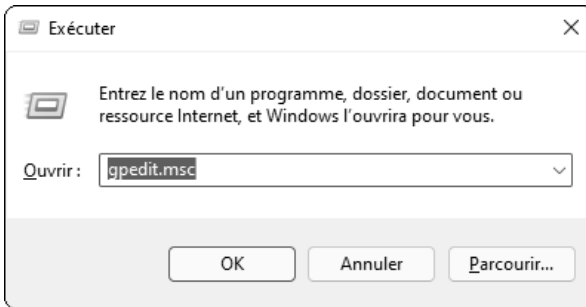 Exécuter
Entrez le nom d'un programme, dossier, document ou
ressource Internet, et Windows l'ouvrira pour vous.
Ouvrir : gpedit.msc
OK Annuler Parcourir...